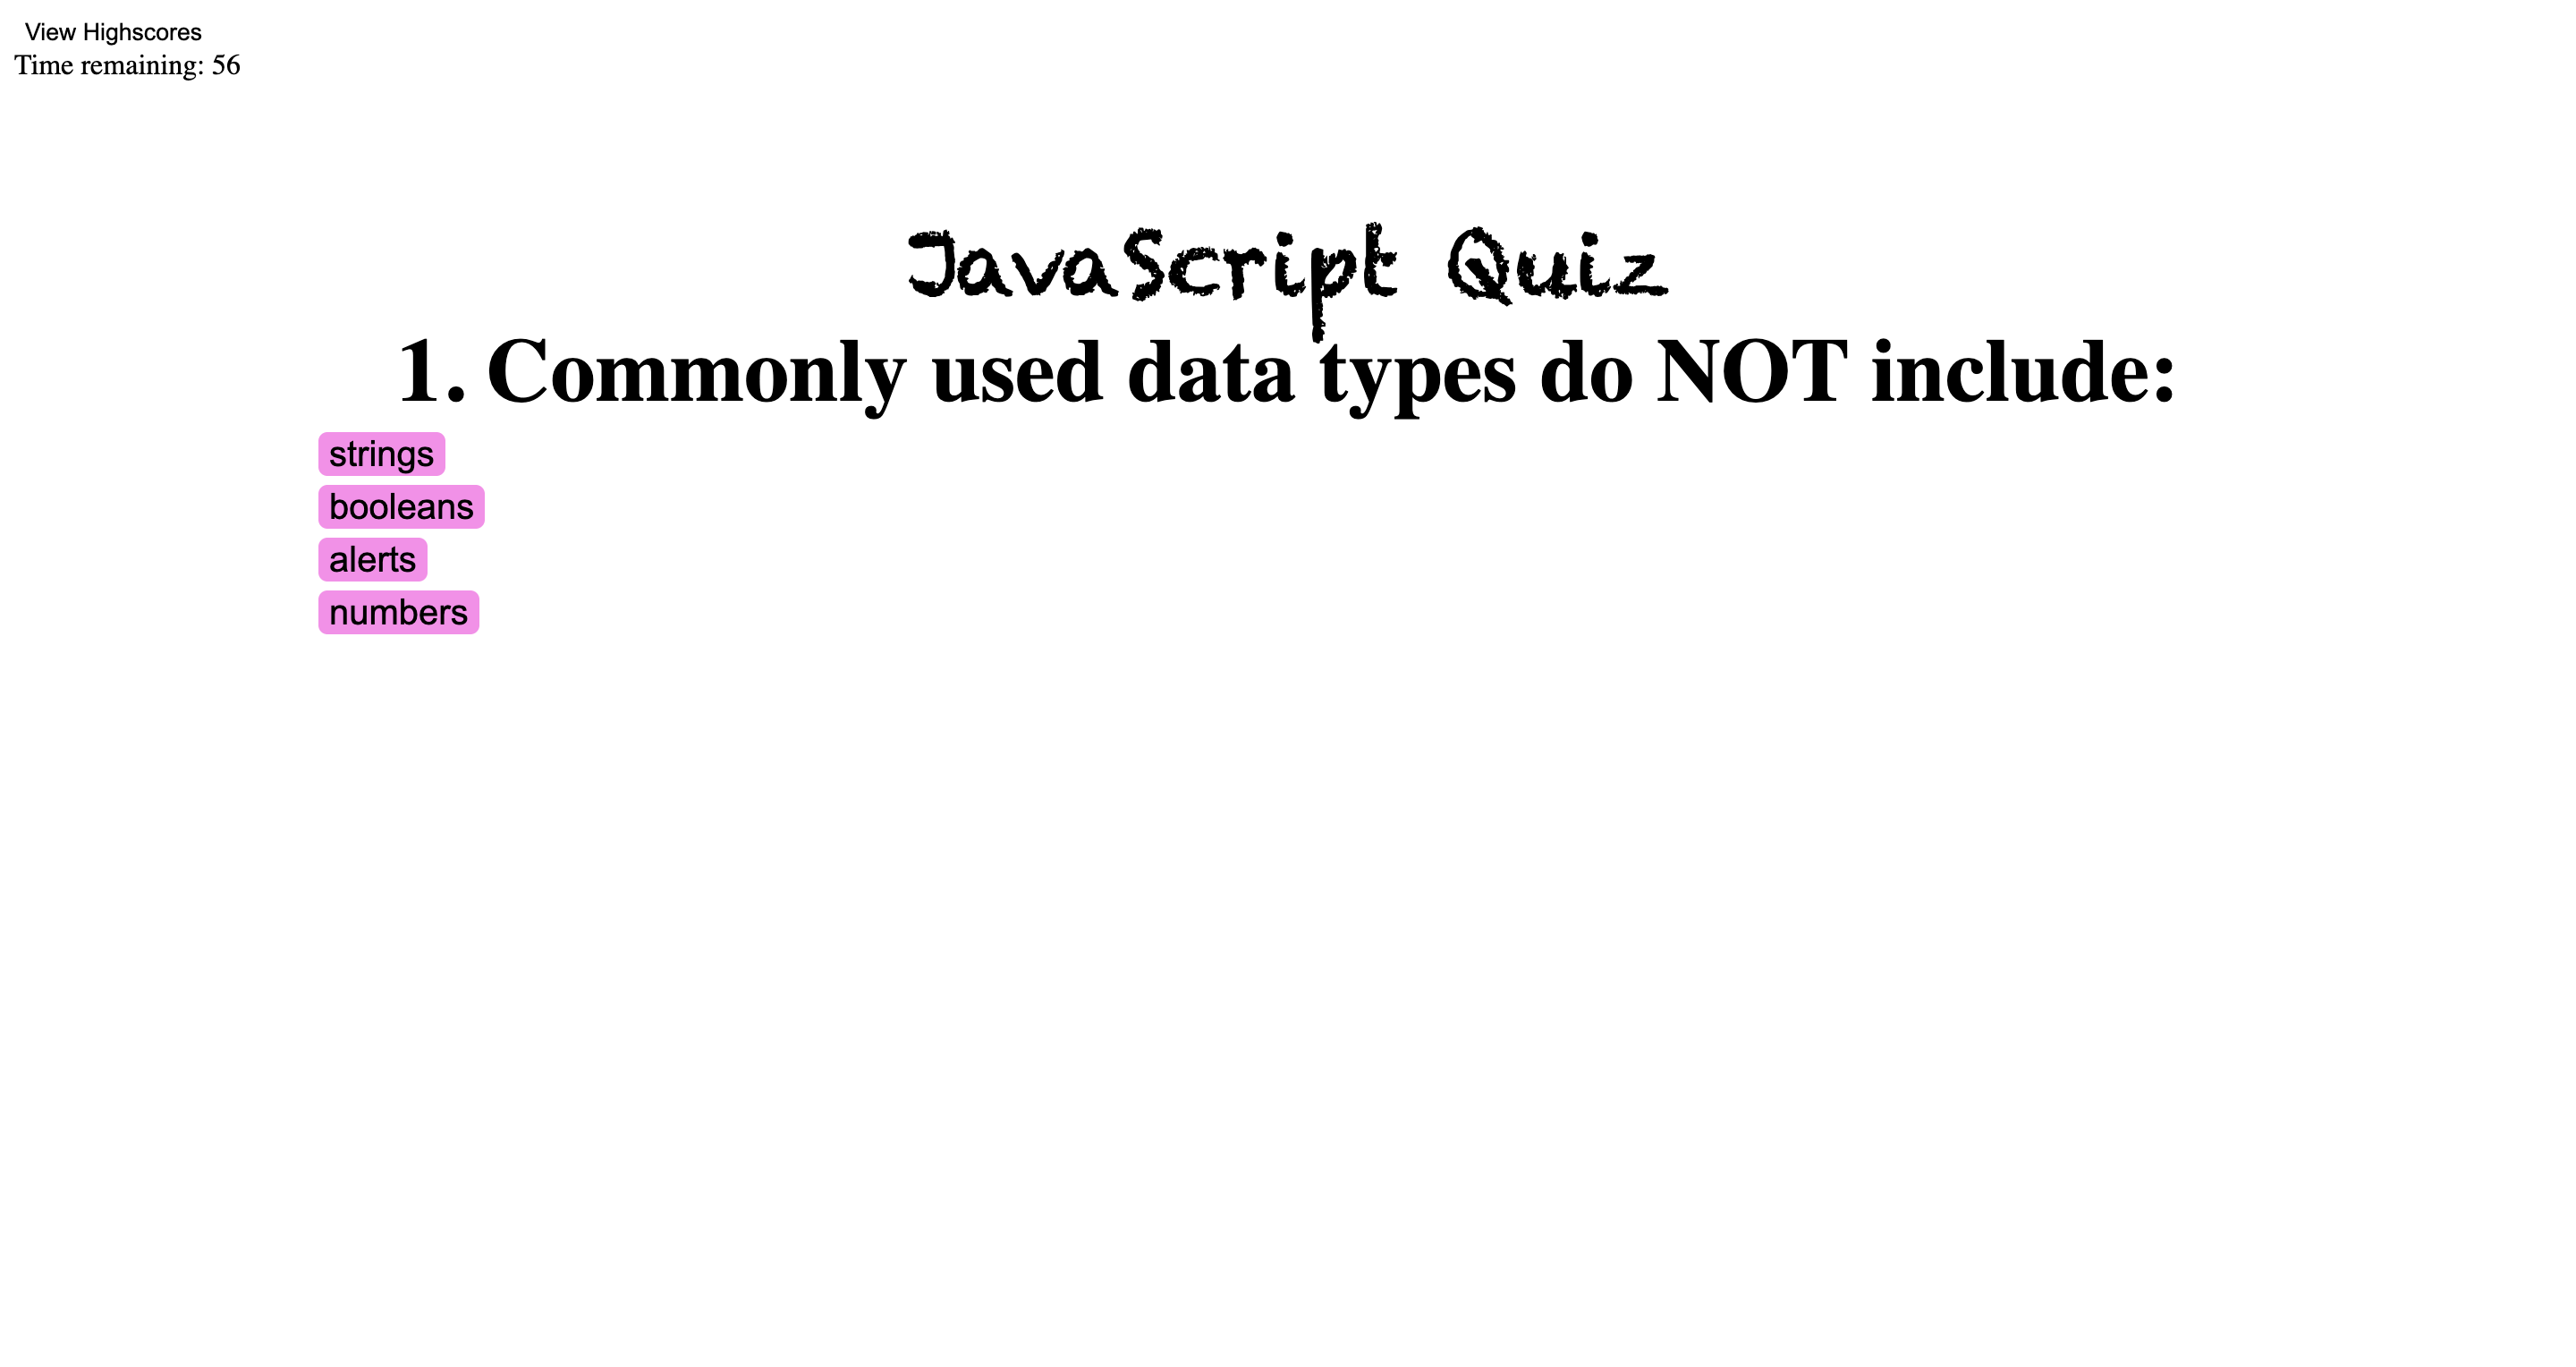 View Highscores
Time remaining: 56
JavaScript Quiz
1. Commonly used data types do NOT include:
strings
booleans
alerts
numbers